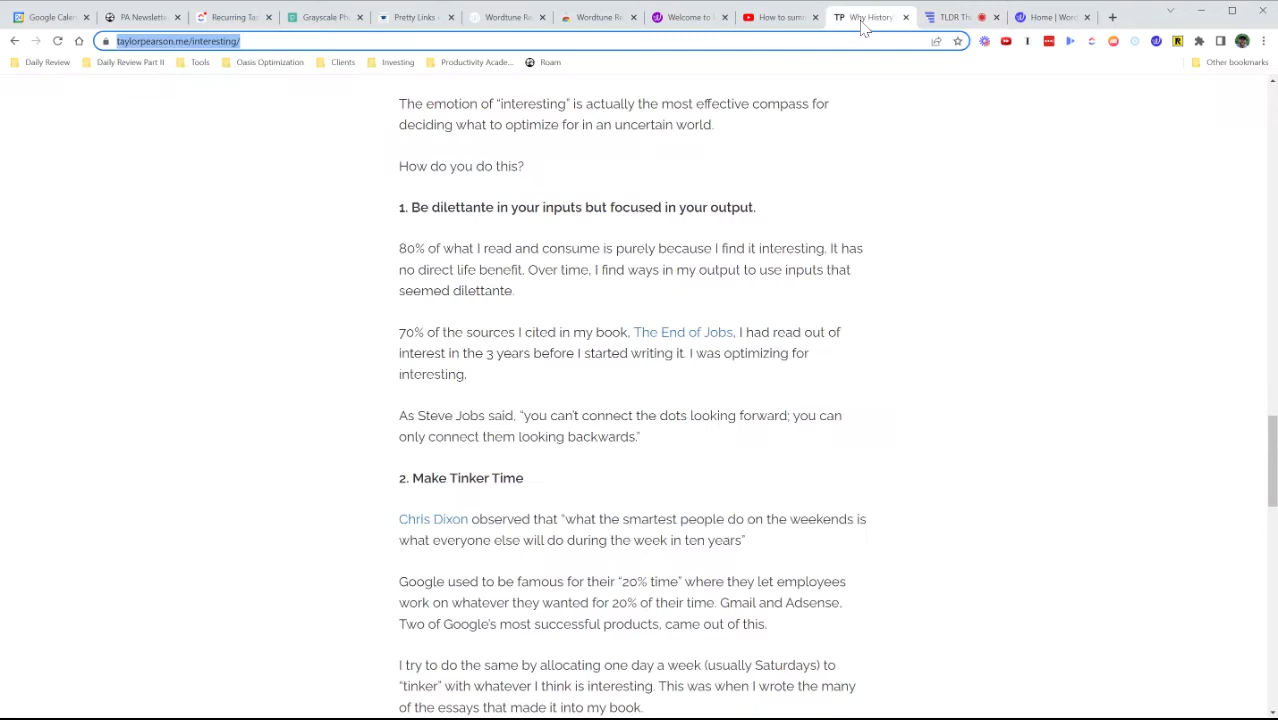 Google Calen
PA Newslette
Recurring Tas
Grayscale Ph
Pretty Links ‹
Wordtune Re
Wordtune Re
Welcome to
How to sumr
TP Why History
TLDR Th
Home | Word
taylorpearson.me/interesting/
Daily Review
Daily Review Part II
Tools
Oasis Optimization
Clients
Investing
Productivity Acade...
Roam
Other bookmarks
The emotion of “interesting” is actually the most effective compass for
deciding what to optimize for in an uncertain world.
How do you do this?
1. Be dilettante in your inputs but focused in your output.
80% of what I read and consume is purely because I find it interesting. It has
no direct life benefit. Over time, I find ways in my output to use inputs that
seemed dilettante.
70% of the sources I cited in my book, The End of Jobs, I had read out of
interest in the 3 years before I started writing it. I was optimizing for
interesting.
As Steve Jobs said, “you can’t connect the dots looking forward; you can
only connect them looking backwards.”
2. Make Tinker Time
Chris Dixon observed that “what the smartest people do on the weekends is
what everyone else will do during the week in ten years”
Google used to be famous for their “20% time” where they let employees
work on whatever they wanted for 20% of their time. Gmail and Adsense,
Two of Google’s most successful products, came out of this.
I try to do the same by allocating one day a week (usually Saturdays) to
“tinker” with whatever I think is interesting. This was when I wrote the many
of the essays that made it into my book.